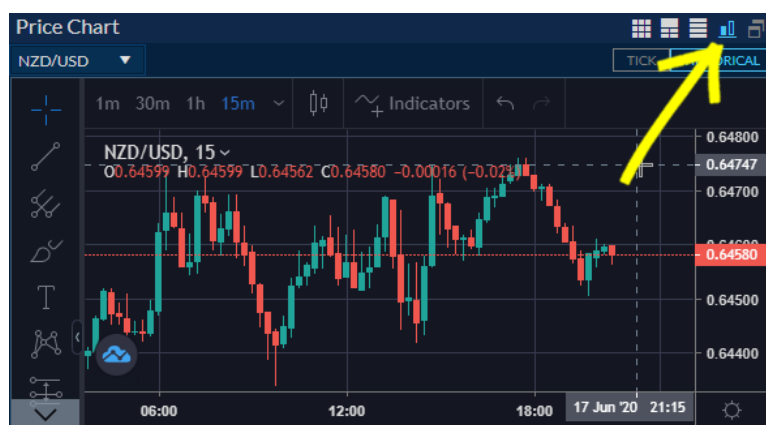 Price Chart
NZD/USD ▼
TICK
1m 30m 1h 15m Indicators
NZD/USD, 15
O0.64599 H0.64599 L0.64562 C0.64580 −0.00016 (−0.02%)
0.64800
0.64747
0.64700
0.64580
0.64500
0.64400
06:00 12:00 18:00 17 Jun '20 21:15